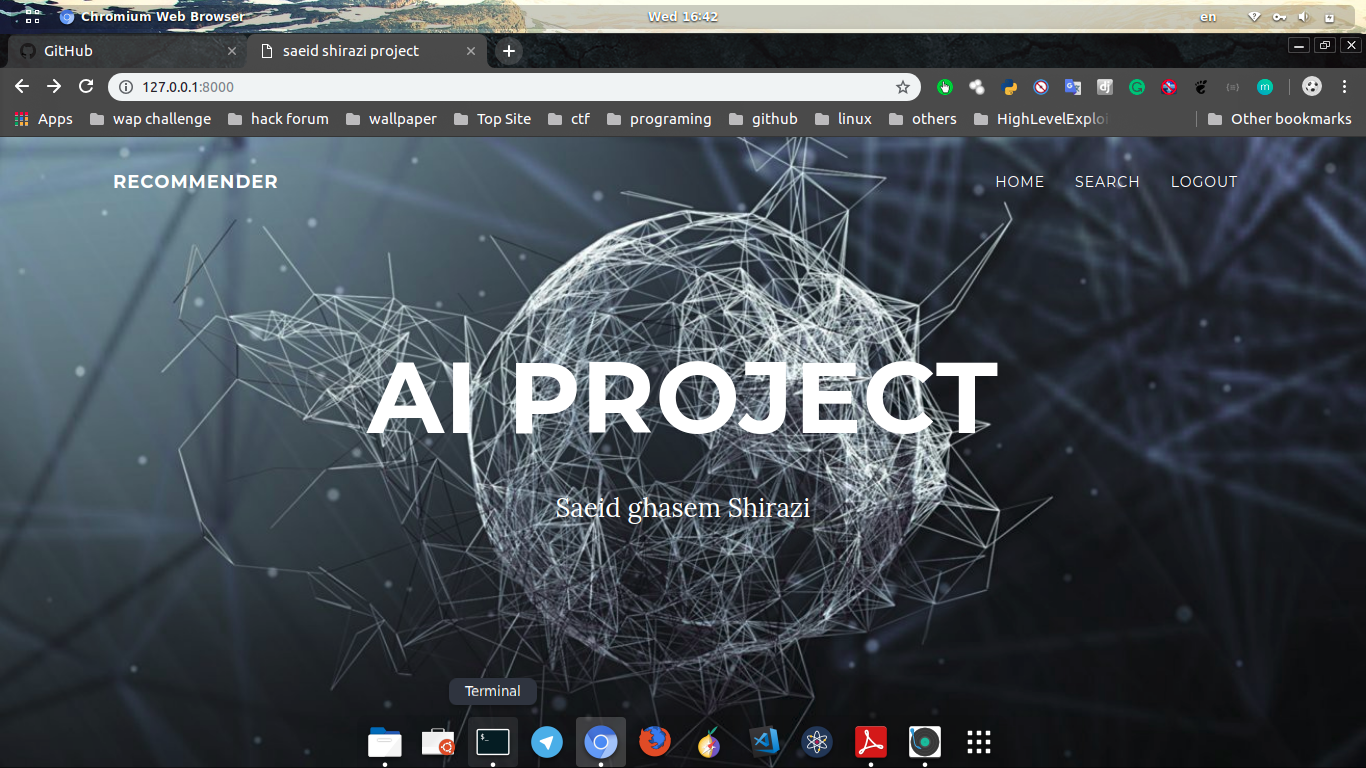 Chromium Web Browser
Wed 16:42
en
GitHub
saeid shirazi project
127.0.0.1:8000
Apps
wap challenge
hack forum
wallpaper
Top Site
ctf
programing
github
linux
others
HighLevelExploi
Other bookmarks
RECOMMENDER
HOME
SEARCH
LOGOUT
AI PROJECT
Saeid ghasem Shirazi
Terminal